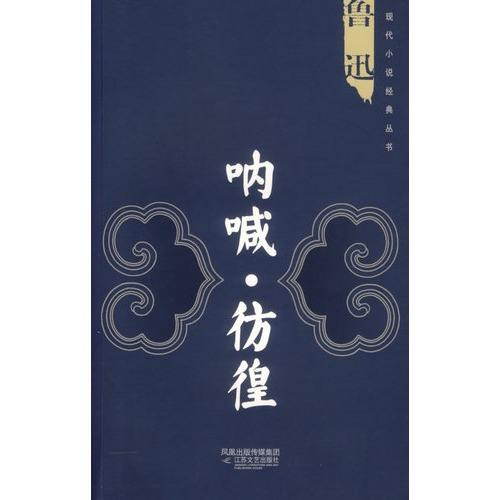 鲁迅
现代小说经典丛书
呐喊·彷徨
凤凰出版传媒集团
江苏文艺出版社